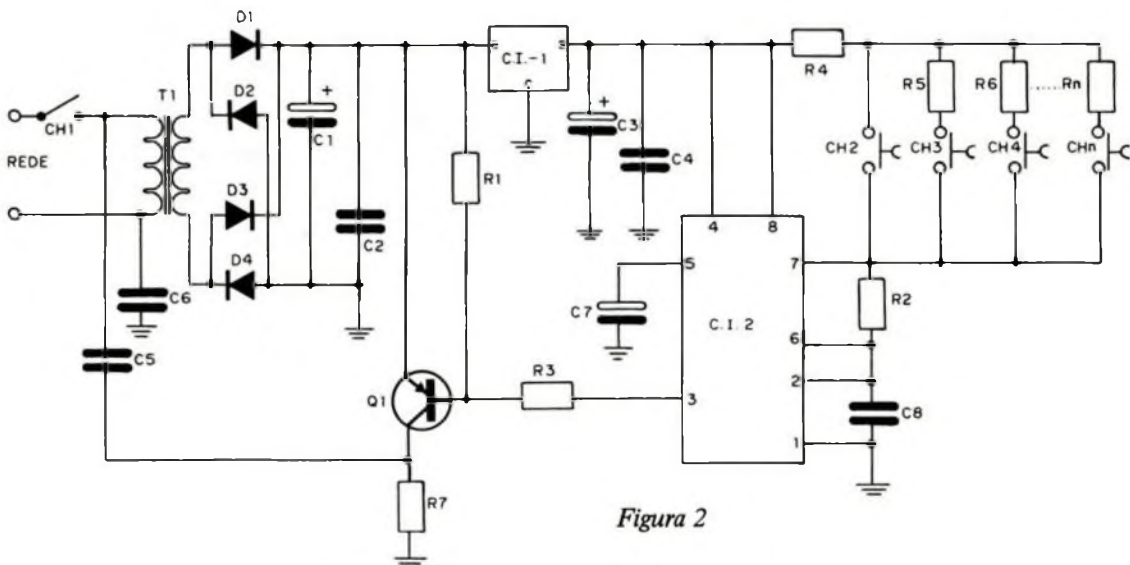 D1
C.I.-1
R4
T1
D2
+
C1
+
C3
C4
R5
R6
......
Rn
CH1
REDE
CH2
CH3
CH4
CHn
R1
D3
C2
4
8
D4
5
7
C6
C7
C.I.2
R2
6
C5
2
R3
Q1
3
C8
1
R7
Figura 2